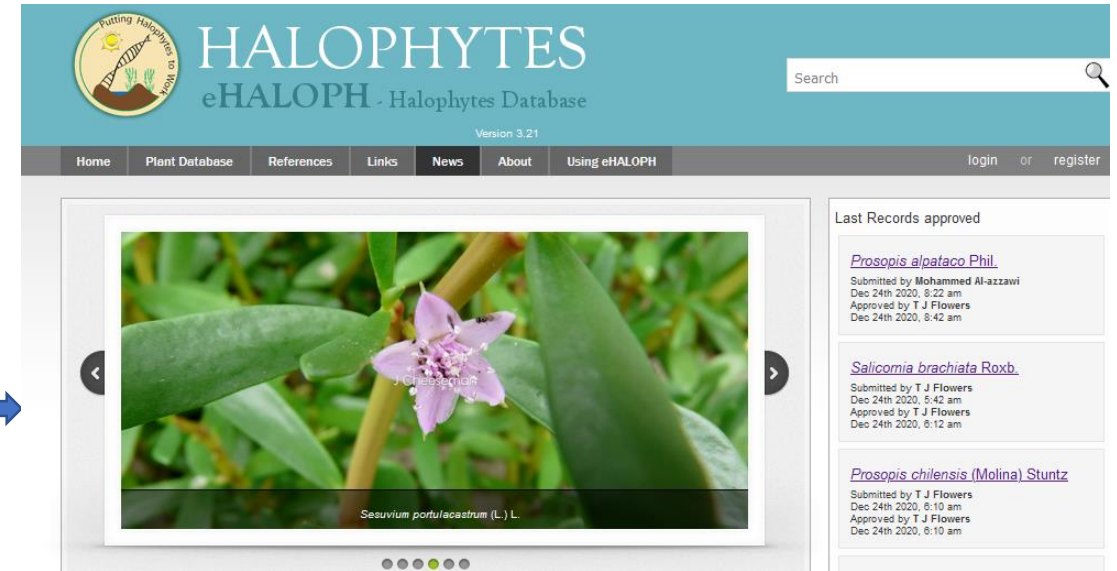 Putting Halophytes to Work
HALOPHYTES
eHALOPH - Halophytes Database
Version 3.21
Search
Home Plant Database References Links News About Using eHALOPH login or register
J Cheeseman
Sesuvium portulacastrum (L.) L.
Last Records approved
Prosopis alpataco Phil.
Submitted by Mohammed Al-azzawi
Dec 24th 2020, 8:22 am
Approved by T J Flowers
Dec 24th 2020, 8:42 am
Salicornia brachiata Roxb.
Submitted by T J Flowers
Dec 24th 2020, 5:42 am
Approved by T J Flowers
Dec 24th 2020, 6:12 am
Prosopis chilensis (Molina) Stuntz
Submitted by T J Flowers
Dec 24th 2020, 6:10 am
Approved by T J Flowers
Dec 24th 2020, 6:10 am